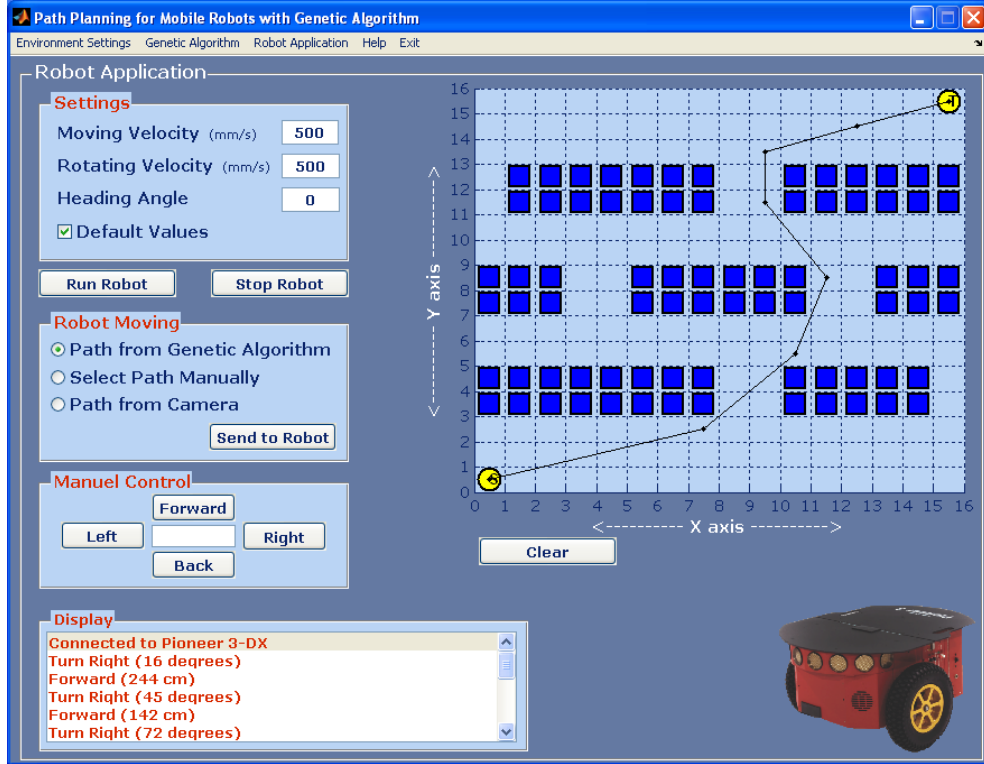 Path Planning for Mobile Robots with Genetic Algorithm
Environment Settings Genetic Algorithm Robot Application Help Exit
Robot Application
Settings
Moving Velocity (mm/s) 500
Rotating Velocity (mm/s) 500
Heading Angle 0
Default Values
Run Robot Stop Robot
Robot Moving
Path from Genetic Algorithm
Select Path Manually
Path from Camera
Send to Robot
Manuel Control
Forward
Left Right
Back
Display
Connected to Pioneer 3-DX
Turn Right (16 degrees)
Forward (244 cm)
Turn Right (45 degrees)
Forward (142 cm)
Turn Right (72 degrees)
16
15
14
13
12
11
10
9
8
7
6
5
4
3
2
1
0
<--------- Y axis --------->
T
S
0 1 2 3 4 5 6 7 8 9 10 11 12 13 14 15 16
<---------- X axis ----------->
Clear